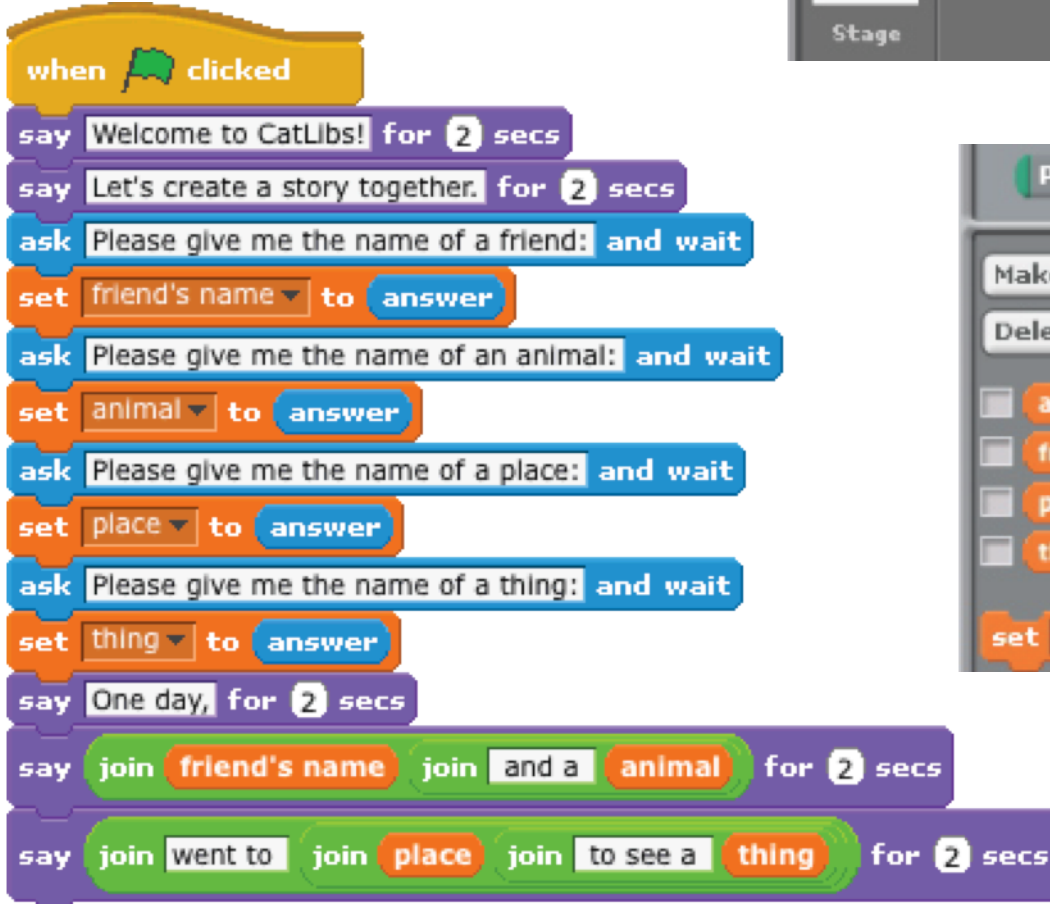 Stage
when clicked
say Welcome to CatLibs! for 2 secs
say Let's create a story together. for 2 secs
ask Please give me the name of a friend: and wait
set friend's name to answer
ask Please give me the name of an animal: and wait
set animal to answer
ask Please give me the name of a place: and wait
set place to answer
ask Please give me the name of a thing: and wait
set thing to answer
say One day, for 2 secs
say join friend's name join and a animal for 2 secs
say join went to join place join to see a thing for 2 secs
set